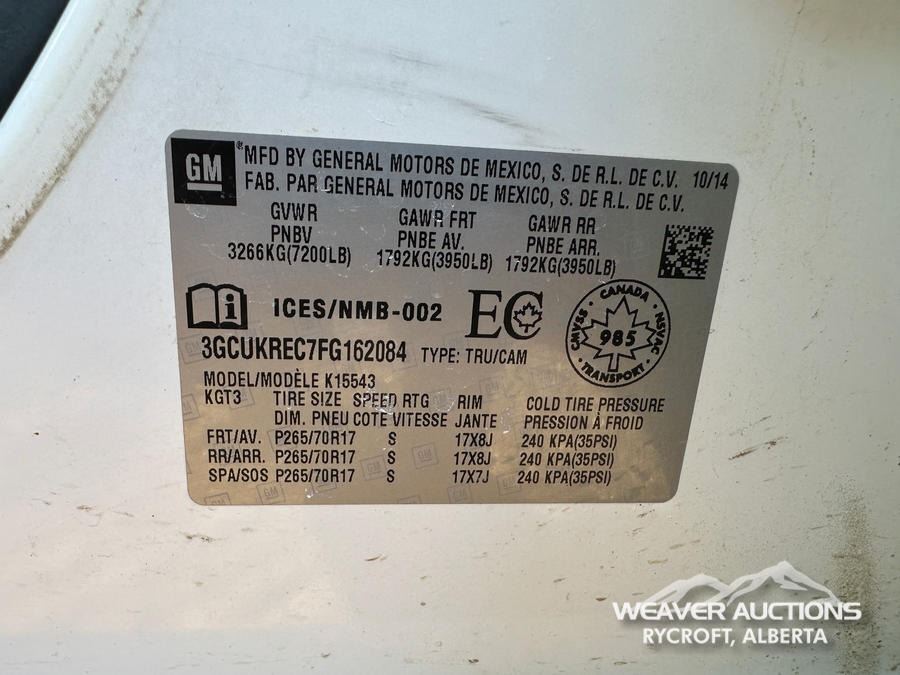 GM
® MFD BY GENERAL MOTORS DE MEXICO, S. DE R.L. DE C.V. 10/14
FAB. PAR GENERAL MOTORS DE MEXICO, S. DE R.L. DE C.V.
GVWR GAWR FRT GAWR RR
PNBV PNBE AV. PNBE ARR.
3266KG(7200LB) 1792KG(3950LB) 1792KG(3950LB)
i ICES/NMB-002 EC
CANADA
CMVSS 985 NSVAC
TRANSPORT
3GCUKREC7FG162084 TYPE: TRU/CAM
MODEL/MODÈLE K15543
KGT3 TIRE SIZE SPEED RTG RIM COLD TIRE PRESSURE
DIM. PNEU COTE VITESSE JANTE PRESSION À FROID
FRT/AV. P265/70R17 S 17X8J 240 KPA(35PSI)
RR/ARR. P265/70R17 S 17X8J 240 KPA(35PSI)
SPA/SOS P265/70R17 S 17X7J 240 KPA(35PSI)
WEAVER AUCTIONS
RYCROFT, ALBERTA